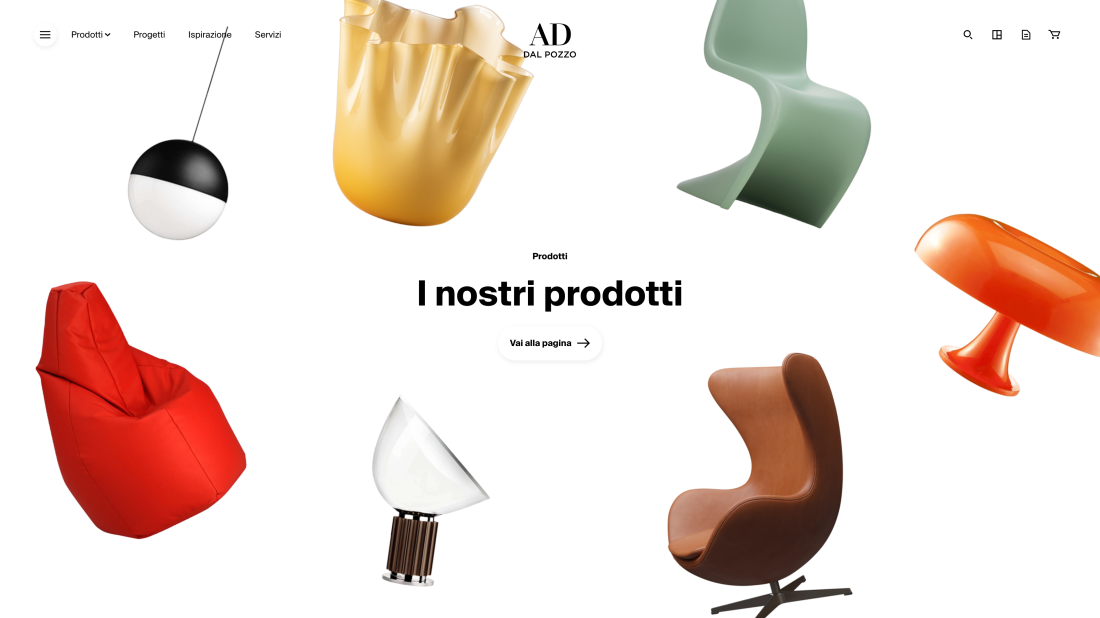 Prodotti
Progetti
Ispirazione
Servizi
AD
DAL POZZO
Prodotti
I nostri prodotti
Vai alla pagina